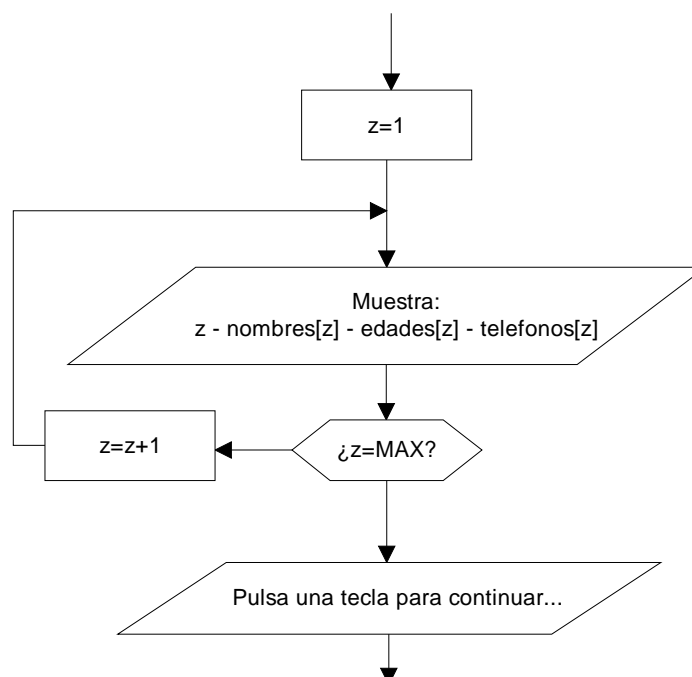 z=1
Muestra:
z - nombres[z] - edades[z] - telefonos[z]
z=z+1
¿z=MAX?
Pulsa una tecla para continuar...